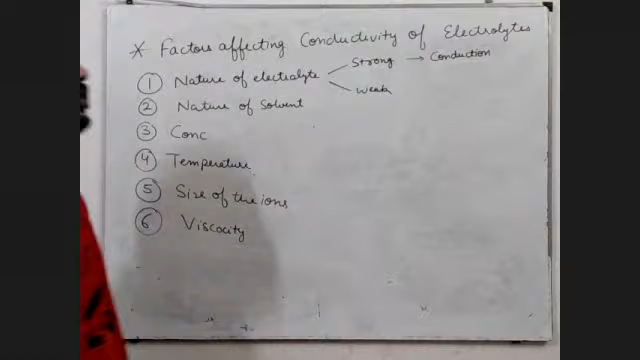 * Factors affecting Conductivity of Electrolytes
① Nature of electrolyte Strong → Conduction
Weak
② Nature of Solvent
③ Conc
④ Temperature
⑤ Size of the ions
⑥ Viscocity